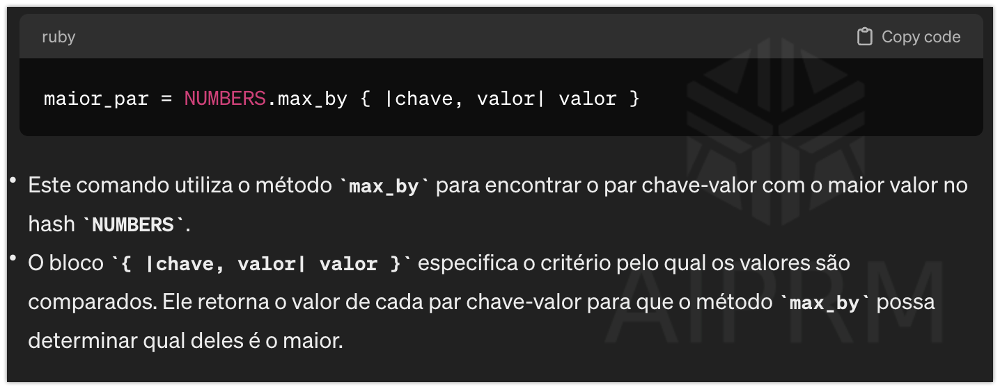 ruby
Copy code
maior_par = NUMBERS.max_by { |chave, valor| valor }
• Este comando utiliza o método `max_by` para encontrar o par chave-valor com o maior valor no
hash `NUMBERS`.
• O bloco `{ |chave, valor| valor }` especifica o critério pelo qual os valores são
comparados. Ele retorna o valor de cada par chave-valor para que o método `max_by` possa
determinar qual deles é o maior.
AIPRM